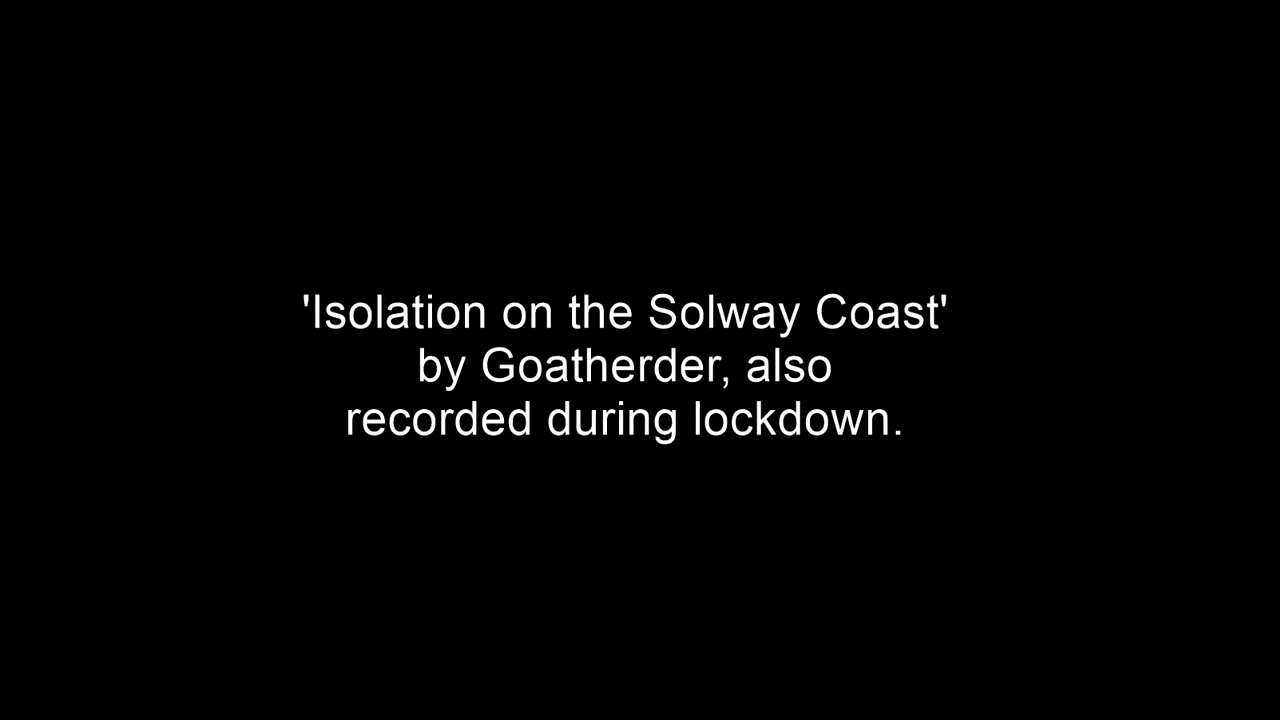 'Isolation on the Solway Coast'
by Goatherder, also
recorded during lockdown.